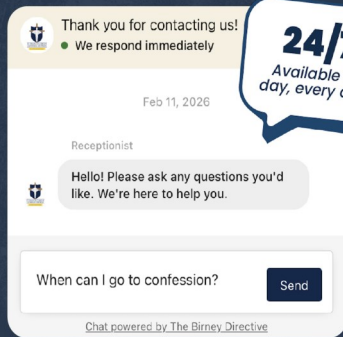 Thank you for contacting us!
We respond immediately
24/7
Available
day, every
Feb 11, 2026
Receptionist
Hello! Please ask any questions you'd
like. We're here to help you.
When can I go to confession?
Send
Chat powered by The Birney Directive